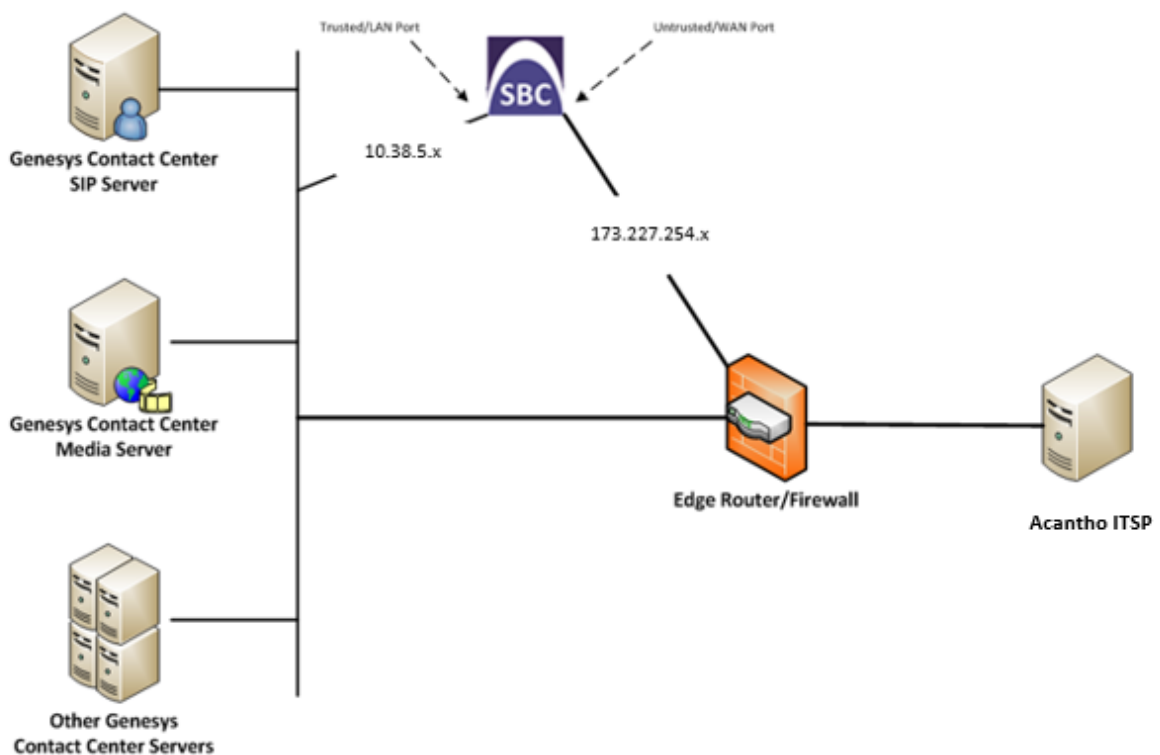 Trusted/LAN Port
Untrusted/WAN Port
SBC
Genesys Contact Center
SIP Server
10.38.5.x
173.227.254.x
Genesys Contact Center
Media Server
Edge Router/Firewall
Acantho ITSP
Other Genesys
Contact Center Servers